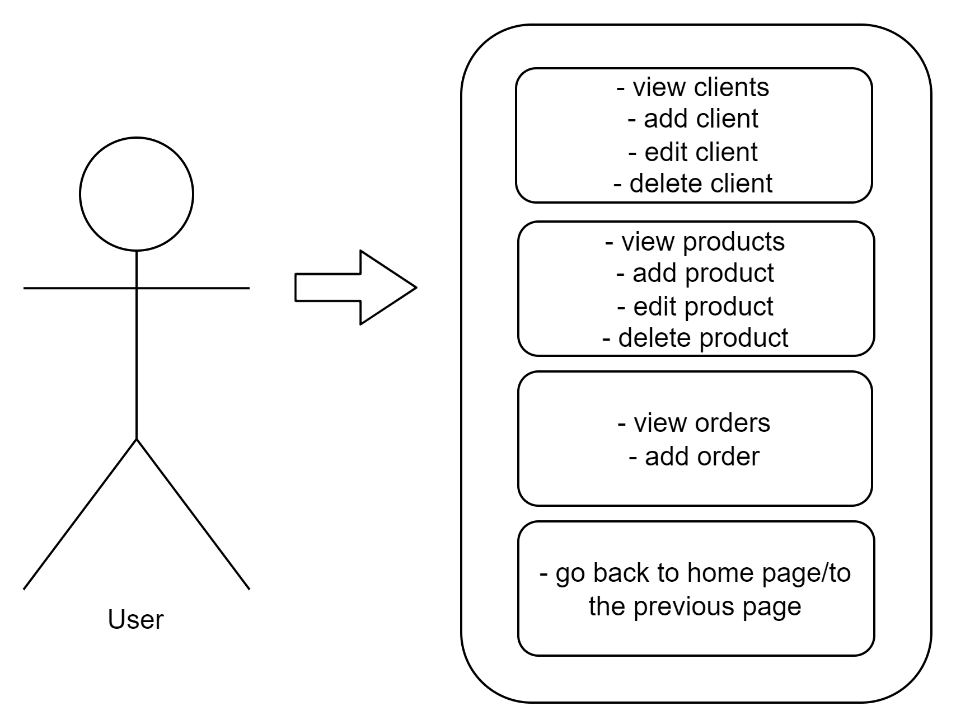 - view clients
- add client
- edit client
- delete client
- view products
- add product
- edit product
- delete product
- view orders
- add order
- go back to home page/to
the previous page
User